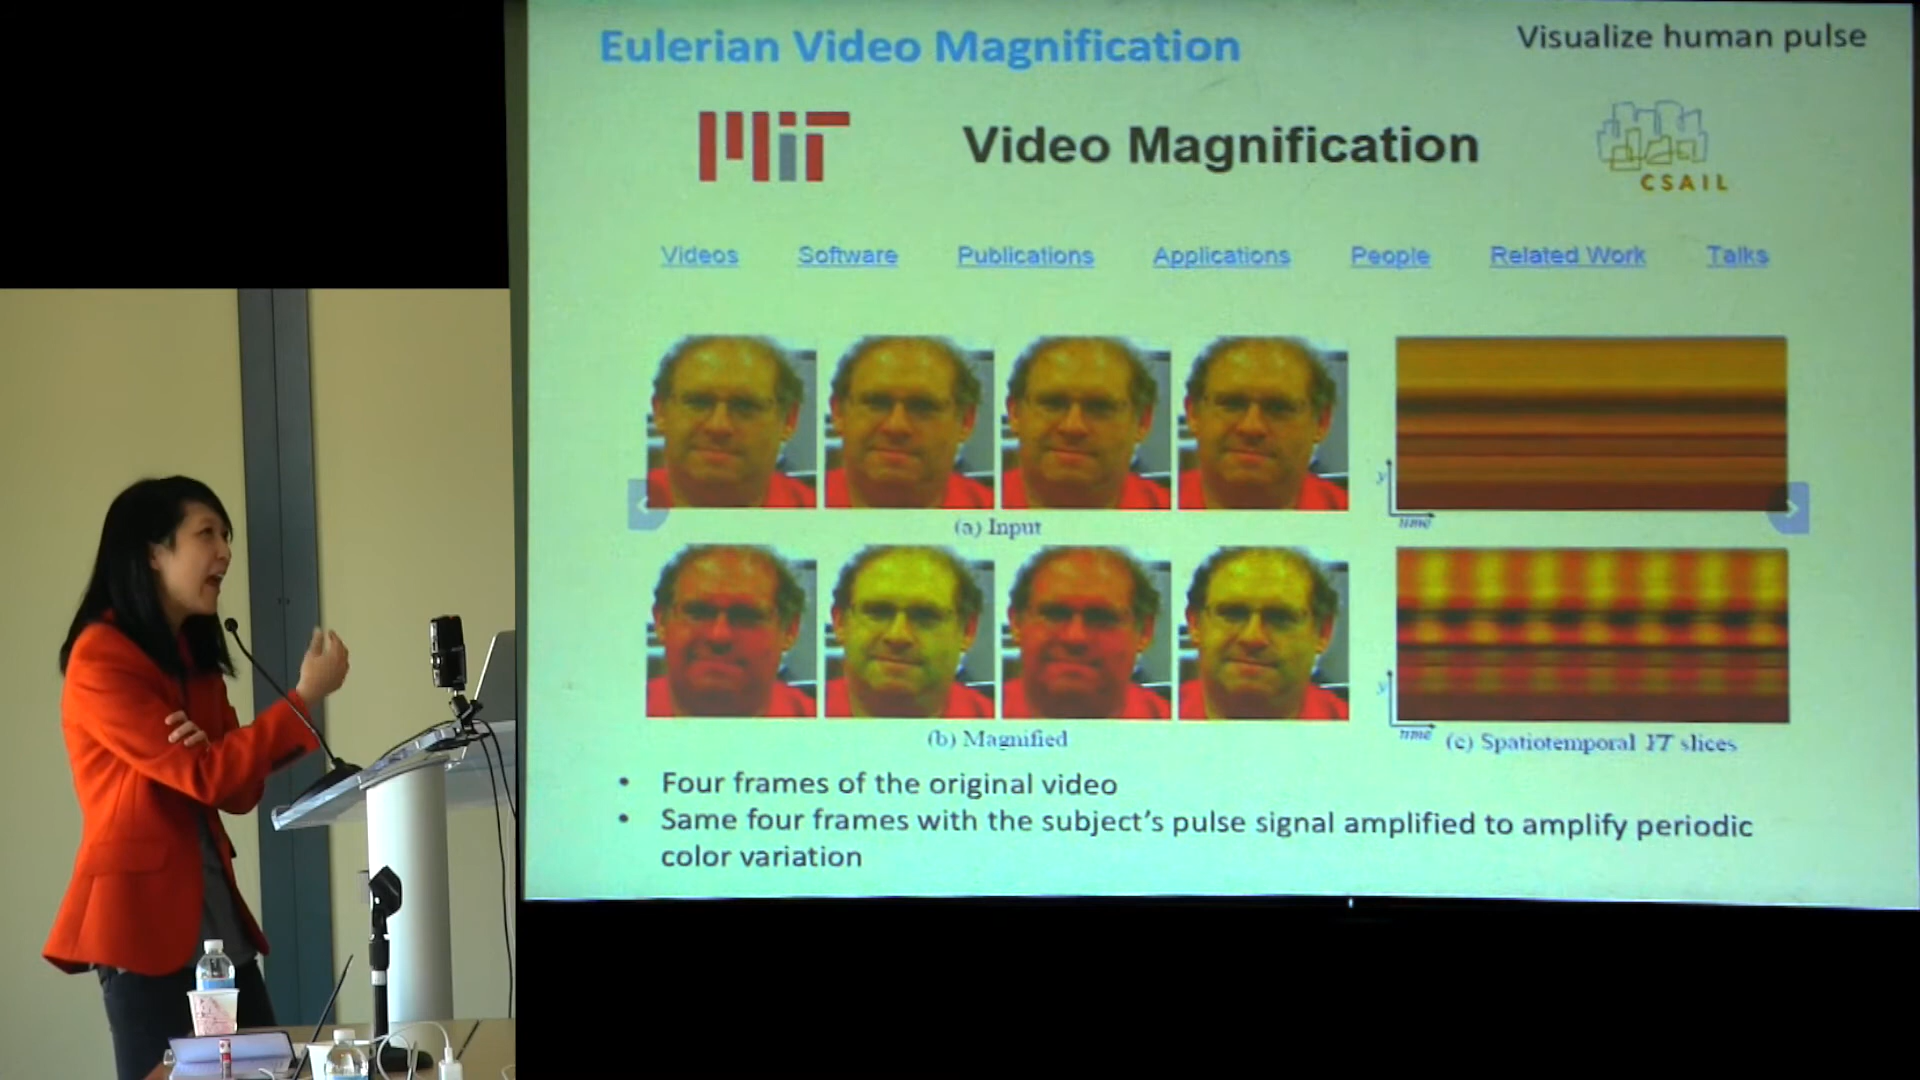 Eulerian Video Magnification
Visualize human pulse
MIT
Video Magnification
CSAIL
Videos Software Publications Applications People Related Work Talks
y
time
(a) Input
y
time
(b) Magnified
(c) Spatiotemporal YT slices
• Four frames of the original video
• Same four frames with the subject's pulse signal amplified to amplify periodic
color variation